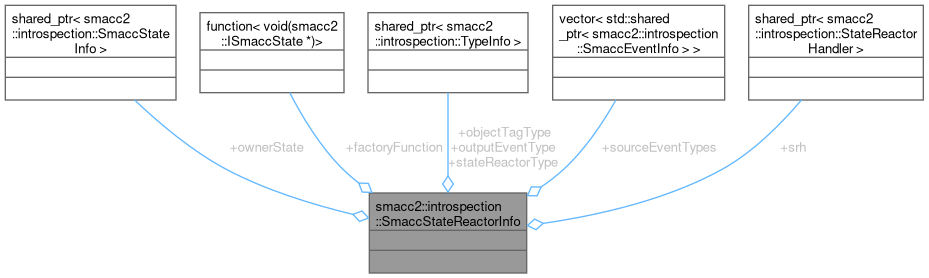 shared_ptr< smacc2
::introspection::SmaccState
Info >
function< void(smacc2
::ISmaccState *)>
shared_ptr< smacc2
::introspection::TypeInfo >
vector< std::shared
_ptr< smacc2::introspection
::SmaccEventInfo > >
shared_ptr< smacc2
::introspection::StateReactor
Handler >
+ownerState
+factoryFunction
+objectTagType
+outputEventType
+stateReactorType
+sourceEventTypes
+srh
smacc2::introspection
::SmaccStateReactorInfo